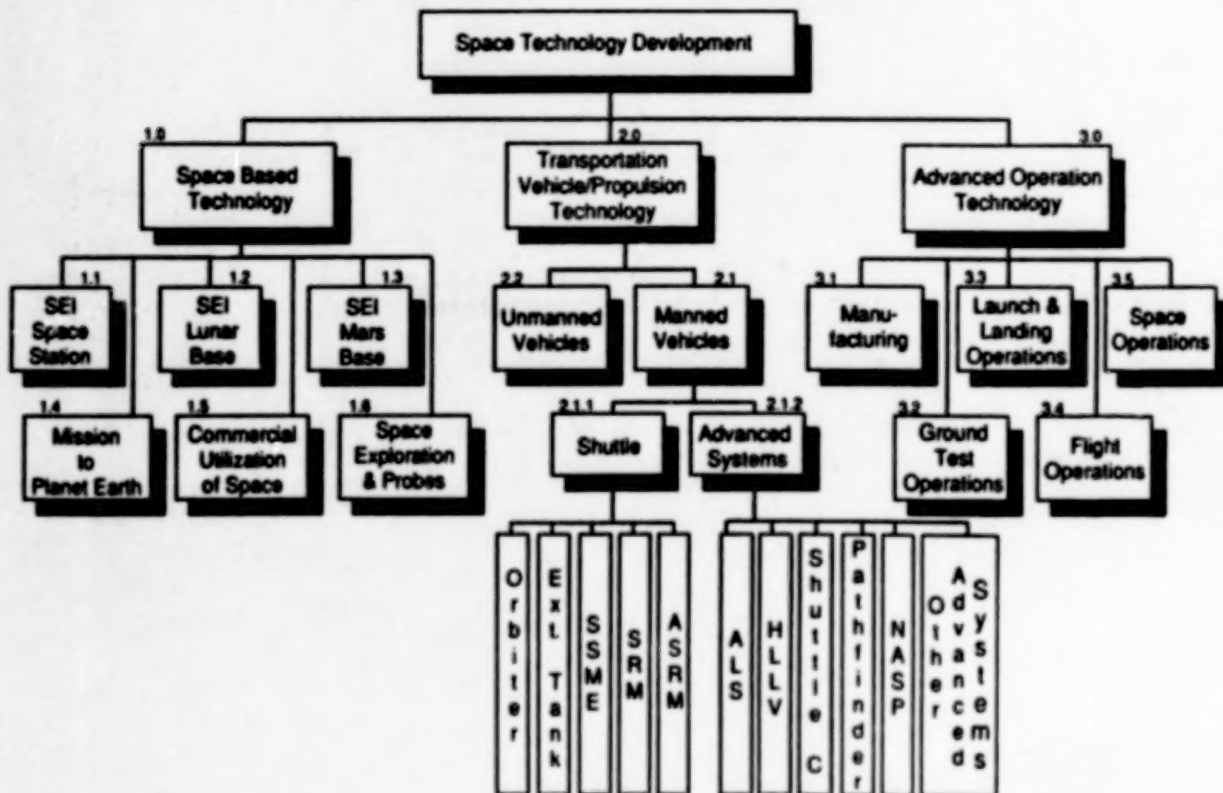 Space Technology Development
1.0
Space Based
Technology
2.0
Transportation
Vehicle/Propulsion
Technology
3.0
Advanced Operation
Technology
1.1
SEI
Space
Station
1.2
SEI
Lunar
Base
1.3
SEI
Mars
Base
2.2
Unmanned
Vehicles
2.1
Manned
Vehicles
3.1
Manu-
facturing
3.3
Launch &
Landing
Operations
3.5
Space
Operations
1.4
Mission
to
Planet Earth
1.5
Commercial
Utilization
of Space
1.6
Space
Exploration
& Probes
2.1.1
Shuttle
2.1.2
Advanced
Systems
3.2
Ground
Test
Operations
3.4
Flight
Operations
Orbiter
Ext. Tank
SSME
SRM
ASRM
ALS
HLLV
Shuttle C
Pathfinder
NASP
Other
Advanced
Systems